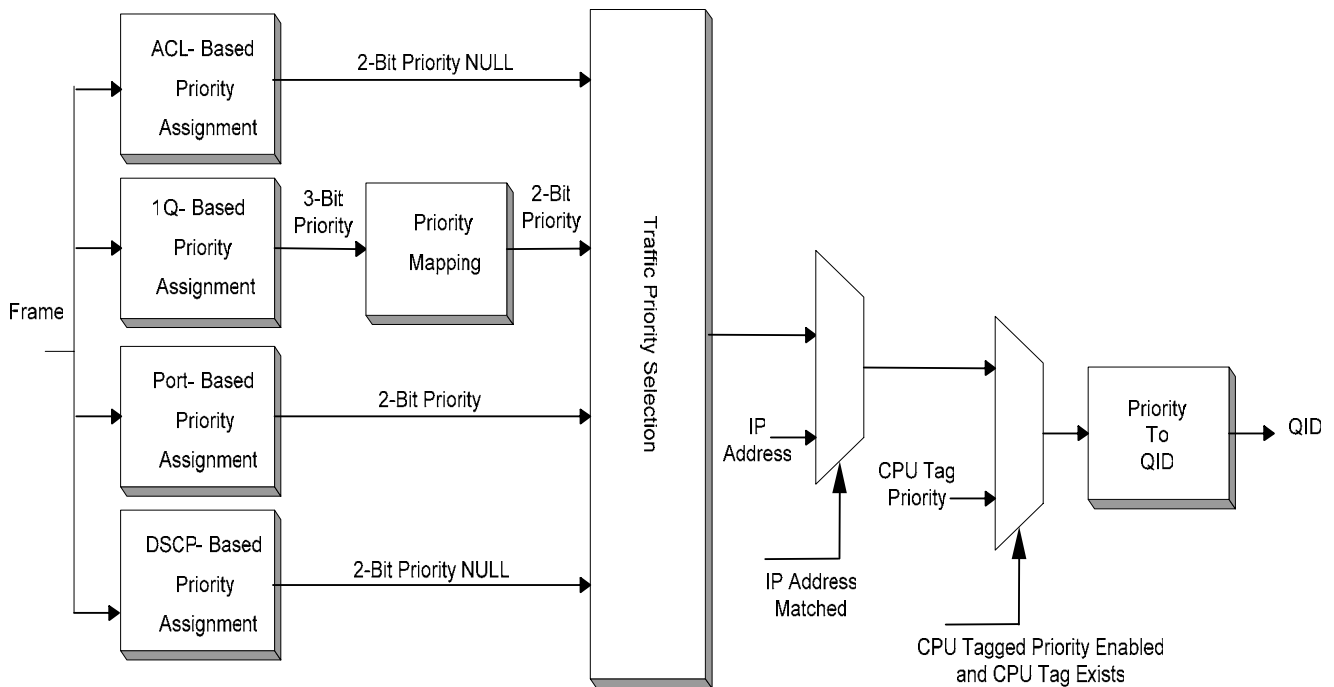 Frame
ACL- Based
Priority
Assignment
2-Bit Priority NULL
1Q- Based
Priority
Assignment
3-Bit
Priority
Priority
Mapping
2-Bit
Priority
Port- Based
Priority
Assignment
2-Bit Priority
DSCP- Based
Priority
Assignment
2-Bit Priority NULL
Traffic Priority Selection
IP
Address
IP Address
Matched
CPU Tag
Priority
CPU Tagged Priority Enabled
and CPU Tag Exists
Priority
To
QID
QID